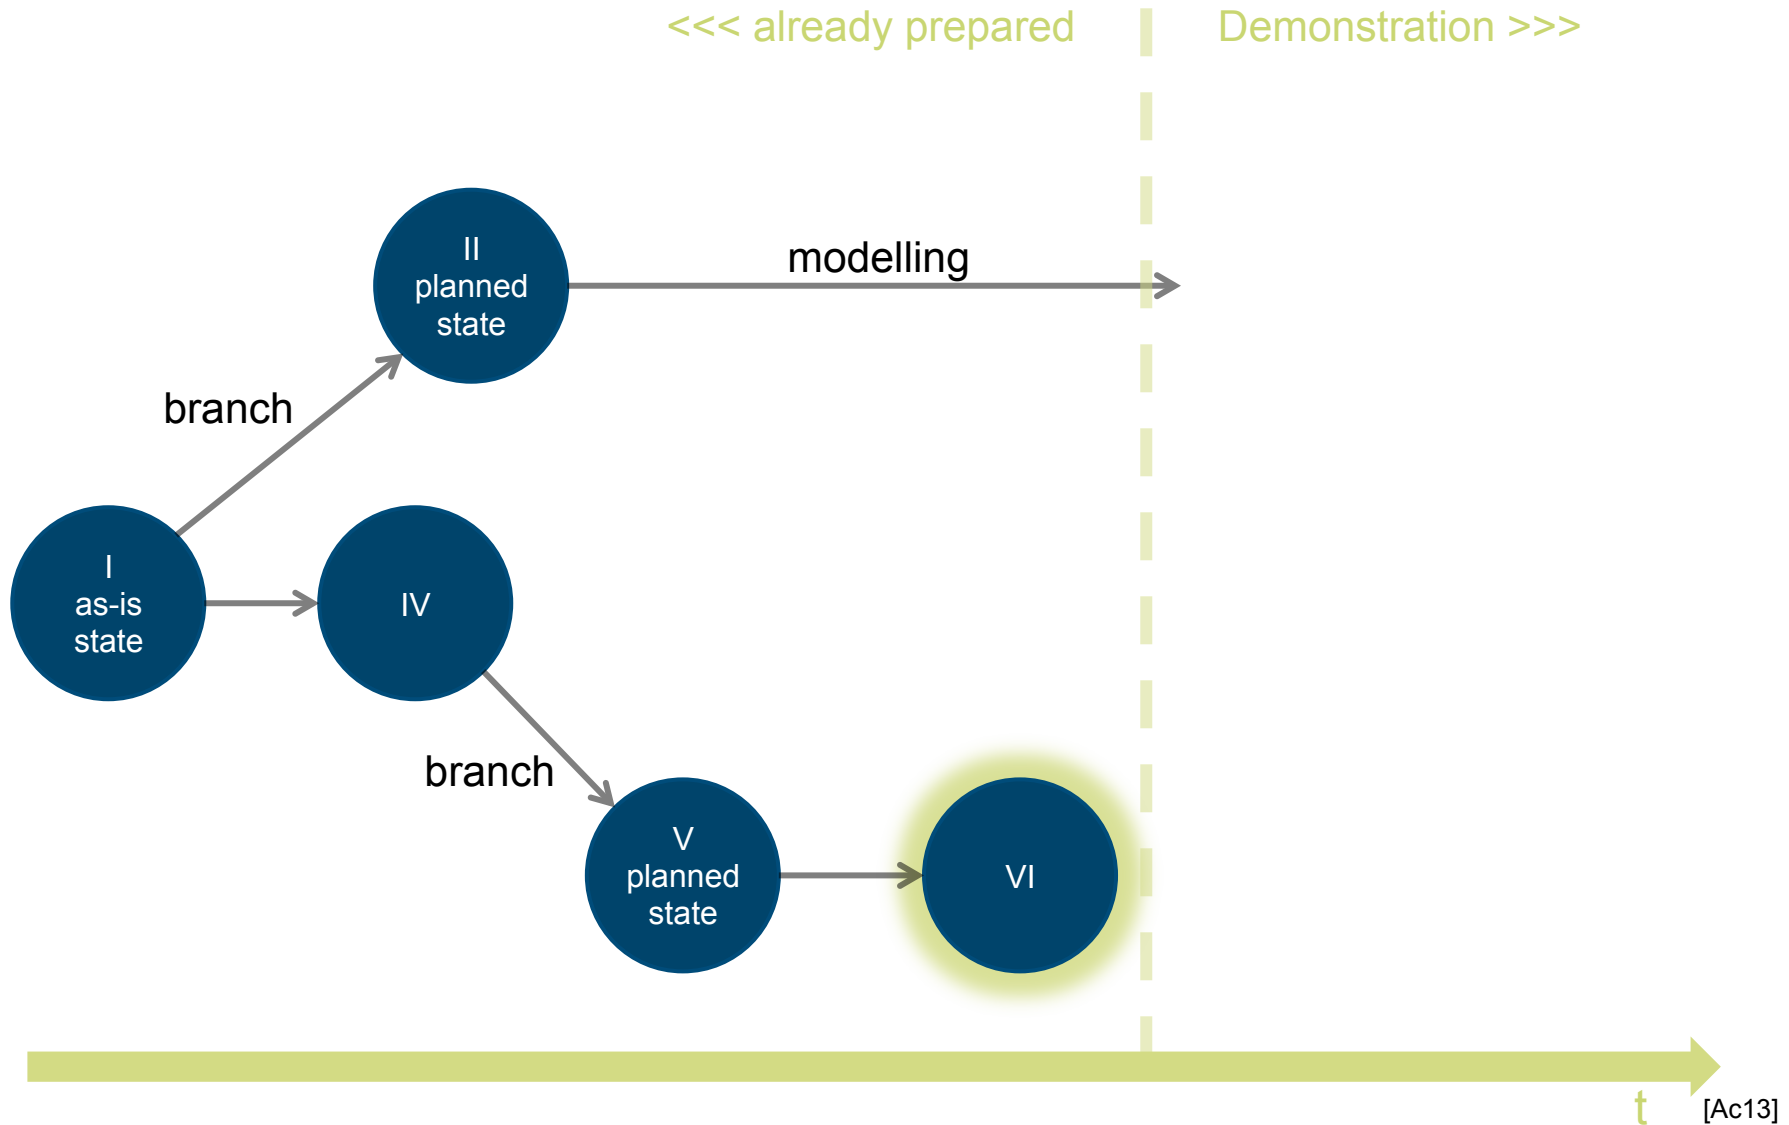 <<< already prepared
Demonstration >>>
II
planned
state
modelling
branch
I
as-is
state
IV
branch
V
planned
state
VI
t
[Ac13]